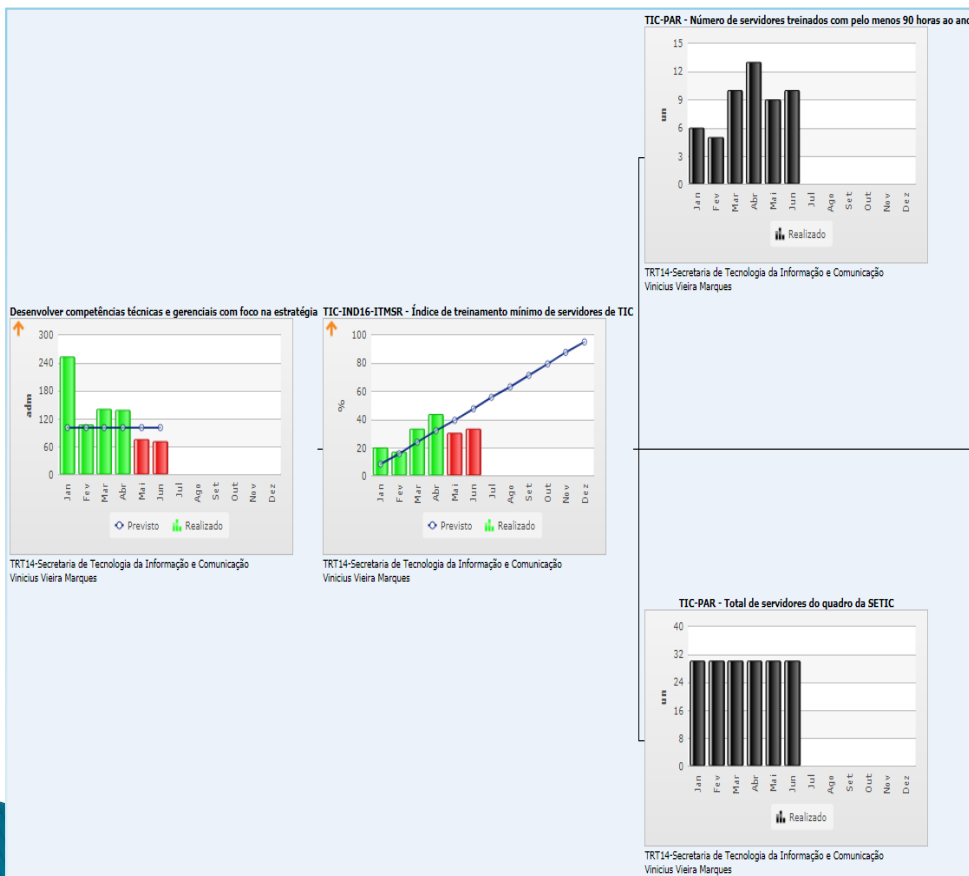 TIC-PAR - Número de servidores treinados com pelo menos 90 horas ao ano
15
12
9
6
3
0
un
Jan
Fev
Mar
Abr
Mai
Jun
Jul
Ago
Set
Out
Nov
Dez
Realizado
TRT14-Secretaria de Tecnologia da Informação e Comunicação
Vinicius Vieira Marques
Desenvolver competências técnicas e gerenciais com foco na estratégia
300
240
180
120
60
0
adm
Jan
Fev
Mar
Abr
Mai
Jun
Jul
Ago
Set
Out
Nov
Dez
Previsto Realizado
TRT14-Secretaria de Tecnologia da Informação e Comunicação
Vinicius Vieira Marques
TIC-IND16-ITMSR - Índice de treinamento mínimo de servidores de TIC
100
80
60
40
20
0
%
Jan
Fev
Mar
Abr
Mai
Jun
Jul
Ago
Set
Out
Nov
Dez
Previsto Realizado
TRT14-Secretaria de Tecnologia da Informação e Comunicação
Vinicius Vieira Marques
TIC-PAR - Total de servidores do quadro da SETIC
40
32
24
16
8
0
un
Jan
Fev
Mar
Abr
Mai
Jun
Jul
Ago
Set
Out
Nov
Dez
Realizado
TRT14-Secretaria de Tecnologia da Informação e Comunicação
Vinicius Vieira Marques